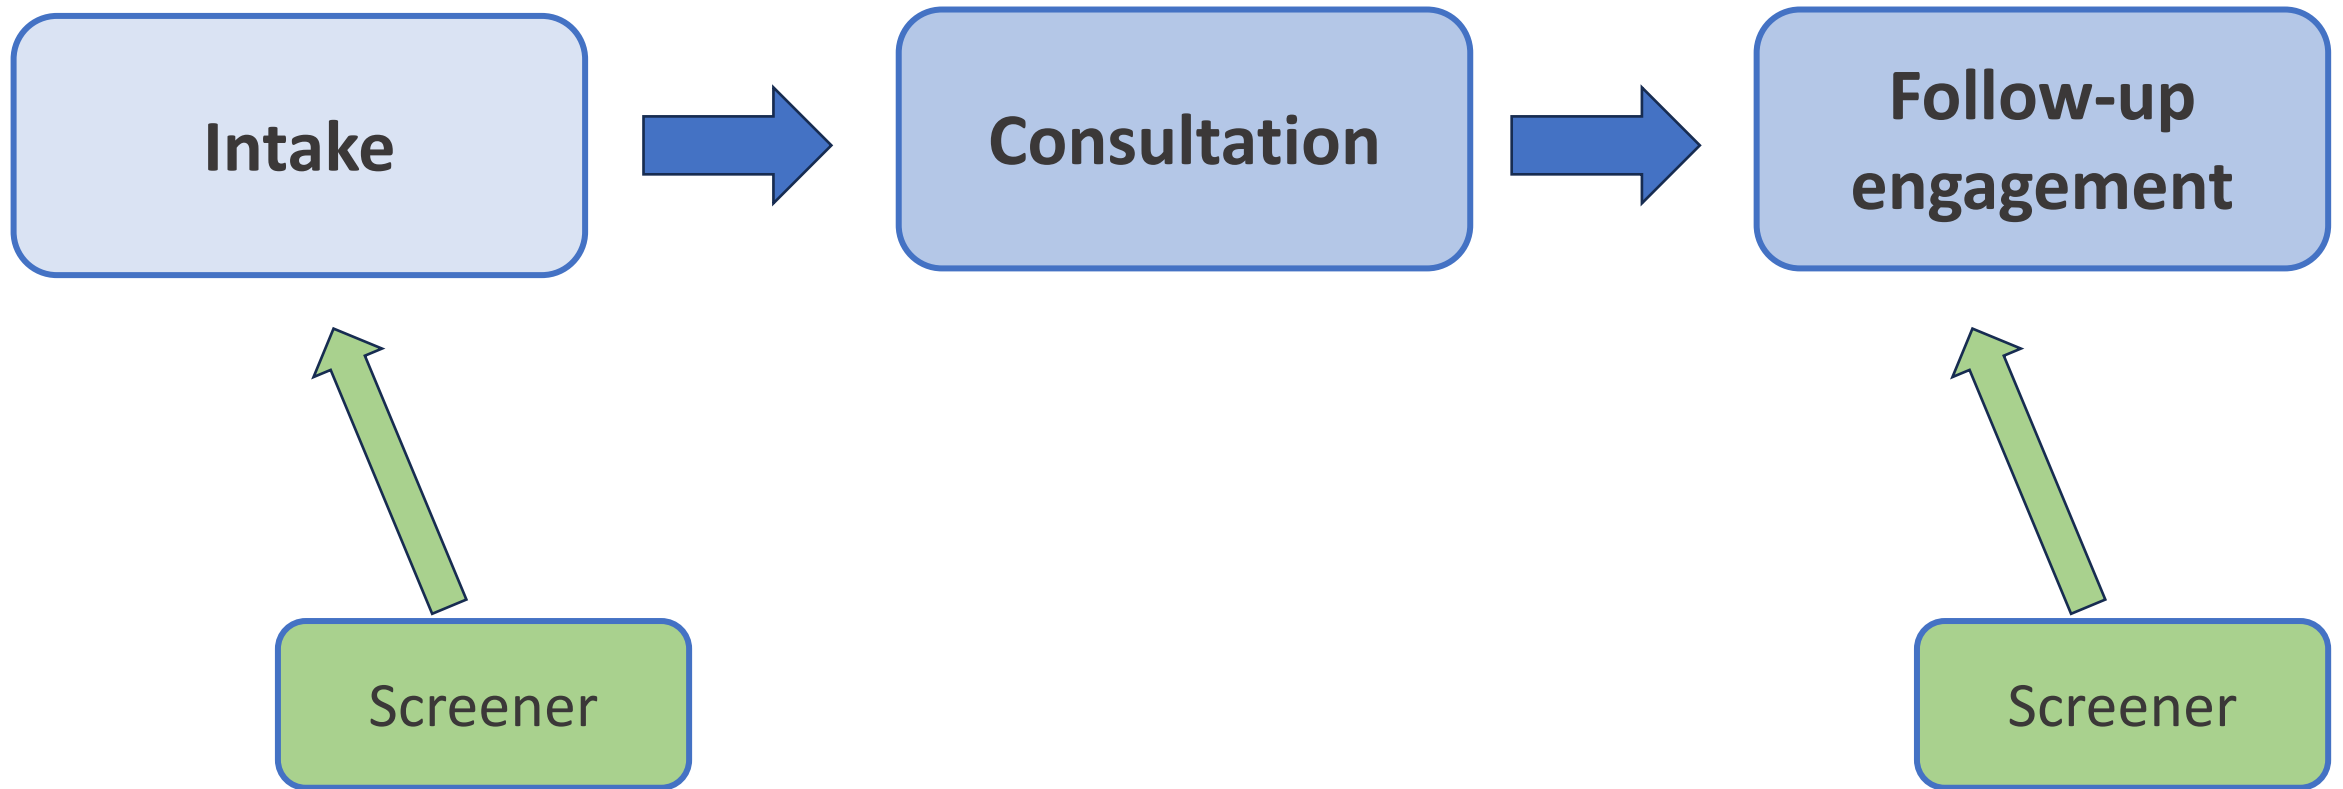 Intake
Consultation
Follow-up
engagement
Screener
Screener